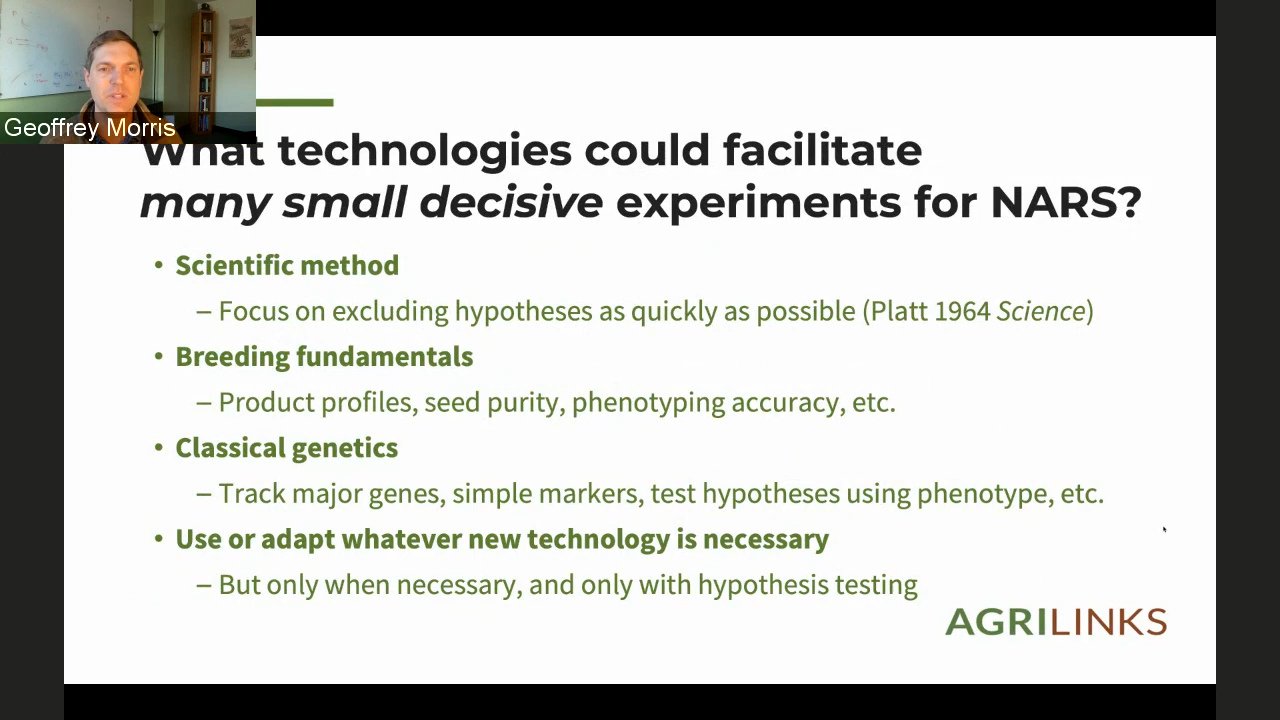 Geoffrey Morris
What technologies could facilitate
many small decisive experiments for NARS?
• Scientific method
– Focus on excluding hypotheses as quickly as possible (Platt 1964 Science)
• Breeding fundamentals
– Product profiles, seed purity, phenotyping accuracy, etc.
• Classical genetics
– Track major genes, simple markers, test hypotheses using phenotype, etc.
• Use or adapt whatever new technology is necessary
– But only when necessary, and only with hypothesis testing
AGRILINKS